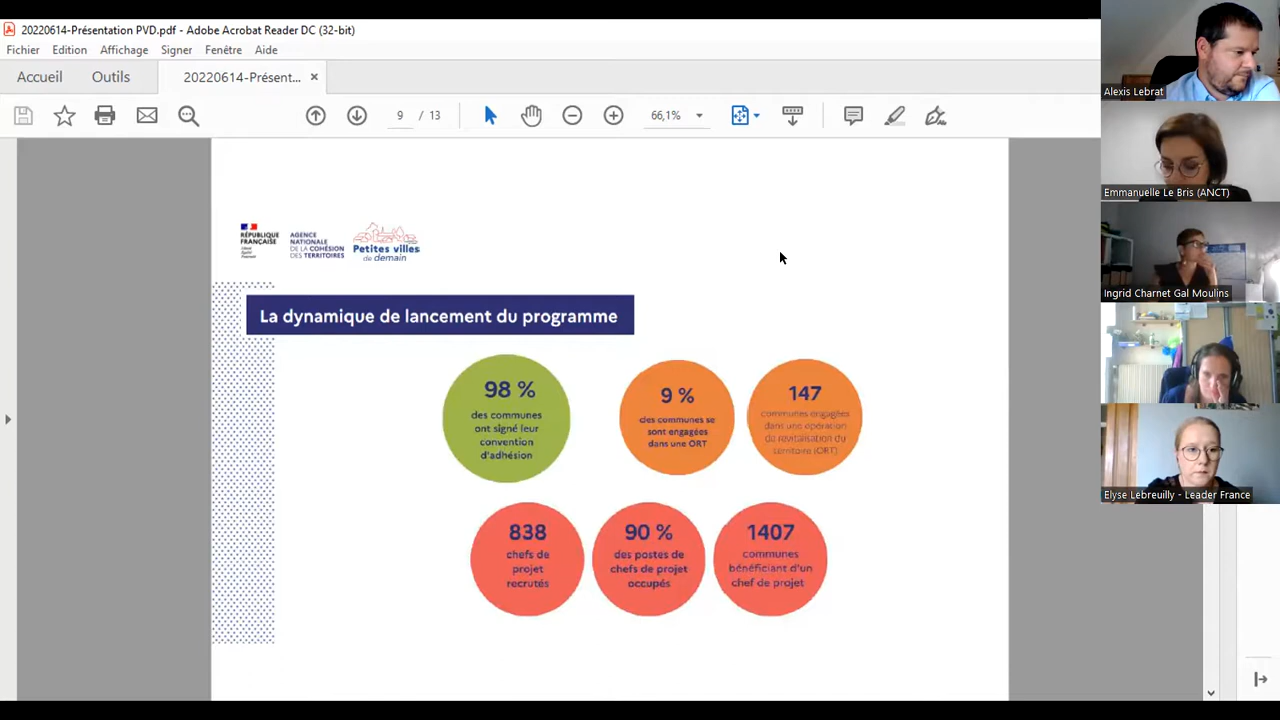 20220614-Présentation PVD.pdf - Adobe Acrobat Reader DC (32-bit)
Fichier Edition Affichage Signer Fenêtre Aide
Accueil Outils 20220614-Présent... ×
9 / 13 66,1%
RÉPUBLIQUE
FRANÇAISE
AGENCE
NATIONALE
DE LA COHÉSION
DES TERRITOIRES
Petites villes
de demain
La dynamique de lancement du programme
98 %
des communes
ont signé leur
convention
d'adhésion
9 %
des communes se
sont engagées
dans une ORT
147
communes engagées
dans une opération
de revitalisation du
territoire (ORT)
838
chefs de
projet
recrutés
90 %
des postes de
chefs de projet
occupés
1407
communes
bénéficiant d'un
chef de projet
Alexis Lebrat
Emmanuelle Le Bris (ANCT)
Ingrid Charnet Gal Moulins
Elyse Lebreuilly - Leader France